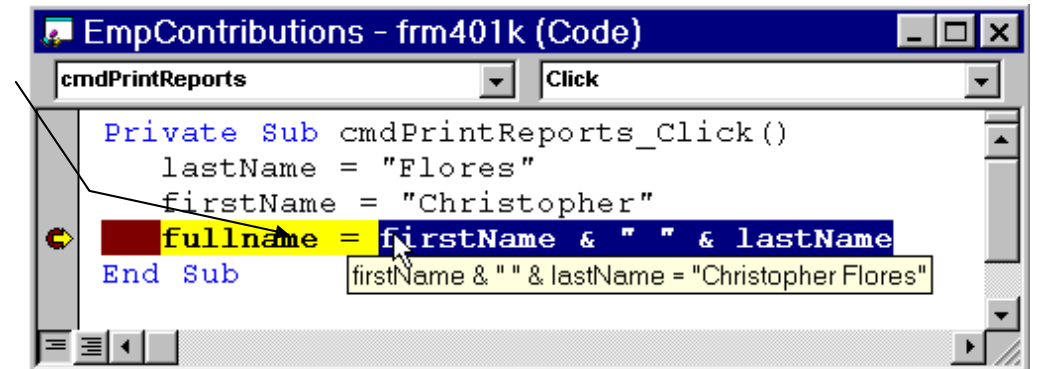 EmpContributions - frm401k (Code)
cmdPrintReports Click
Private Sub cmdPrintReports_Click()
lastName = "Flores"
firstName = "Christopher"
fullname = firstName & " " & lastName
End Sub
firstName & " " & lastName = "Christopher Flores"